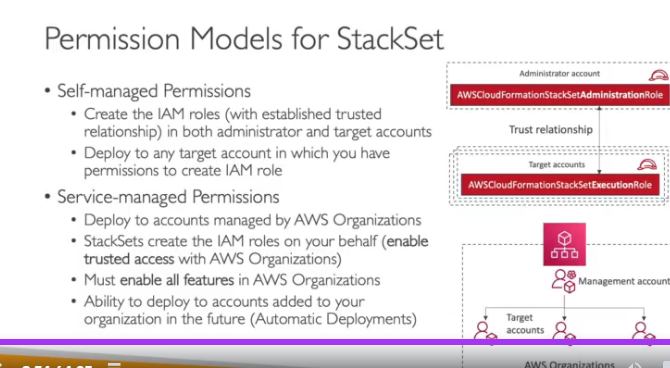 Permission Models for StackSet
• Self-managed Permissions
• Create the IAM roles (with established trusted
relationship) in both administrator and target accounts
• Deploy to any target account in which you have
permissions to create IAM role
• Service-managed Permissions
• Deploy to accounts managed by AWS Organizations
• StackSets create the IAM roles on your behalf (enable
trusted access with AWS Organizations)
• Must enable all features in AWS Organizations
• Ability to deploy to accounts added to your
organization in the future (Automatic Deployments)
Administrator account
AWSCloudFormationStackSetAdministrationRole
Trust relationship
Target accounts
AWSCloudFormationStackSetExecutionRole
Management account
Target
accounts
AWS Organizations